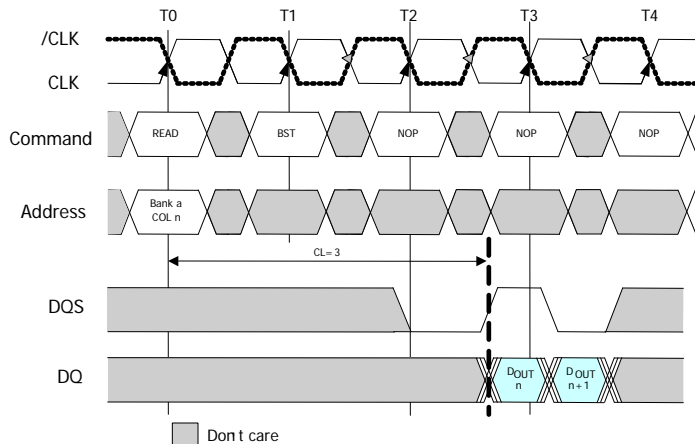 T0 T1 T2 T3 T4
/CLK
CLK
Command READ BST NOP NOP NOP
Address Bank a
COL n
CL=3
DQS
DQ DOUT DOUT
n n+1
Don't care